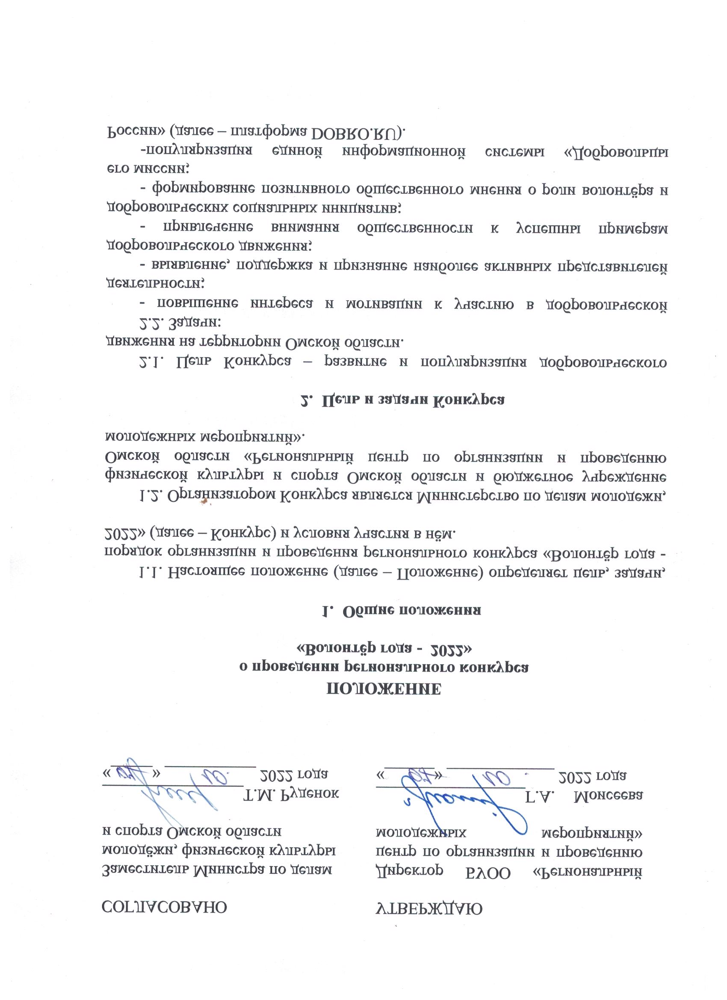 СОГЛАСОВАНО
Заместитель Министра по делам
молодёжи, физической культуры
и спорта Омской области
Т.М. Руденок
«07» 10. 2022 года
УТВЕРЖДАЮ
Директор БУОО «Региональный
центр по организации и проведению
молодежных мероприятий»
Г.А. Моисеева
«07» 10. 2022 года
ПОЛОЖЕНИЕ
о проведении регионального конкурса
«Волонтёр года - 2022»
1. Общие положения
1.1. Настоящее положение (далее – Положение) определяет цель, задачи,
порядок организации и проведения регионального конкурса «Волонтёр года -
2022» (далее – Конкурс) и условия участия в нём.
1.2. Организатором Конкурса является Министерство по делам молодежи,
физической культуры и спорта Омской области и бюджетное учреждение
Омской области «Региональный центр по организации и проведению
молодежных мероприятий».
2. Цель и задачи Конкурса
2.1. Цель Конкурса – развитие и популяризация добровольческого
движения на территории Омской области.
2.2. Задачи:
- повышение интереса и мотивации к участию в добровольческой
деятельности;
- выявление, поддержка и признание наиболее активных представителей
добровольческого движения;
- привлечение внимания общественности к успешны примерам
добровольческих социальных инициатив;
- формирование позитивного общественного мнения о роли волонтёра и
его миссии;
-популяризация единой информационной системы «Добровольцы
России» (далее – платформа DOBRO.RU).